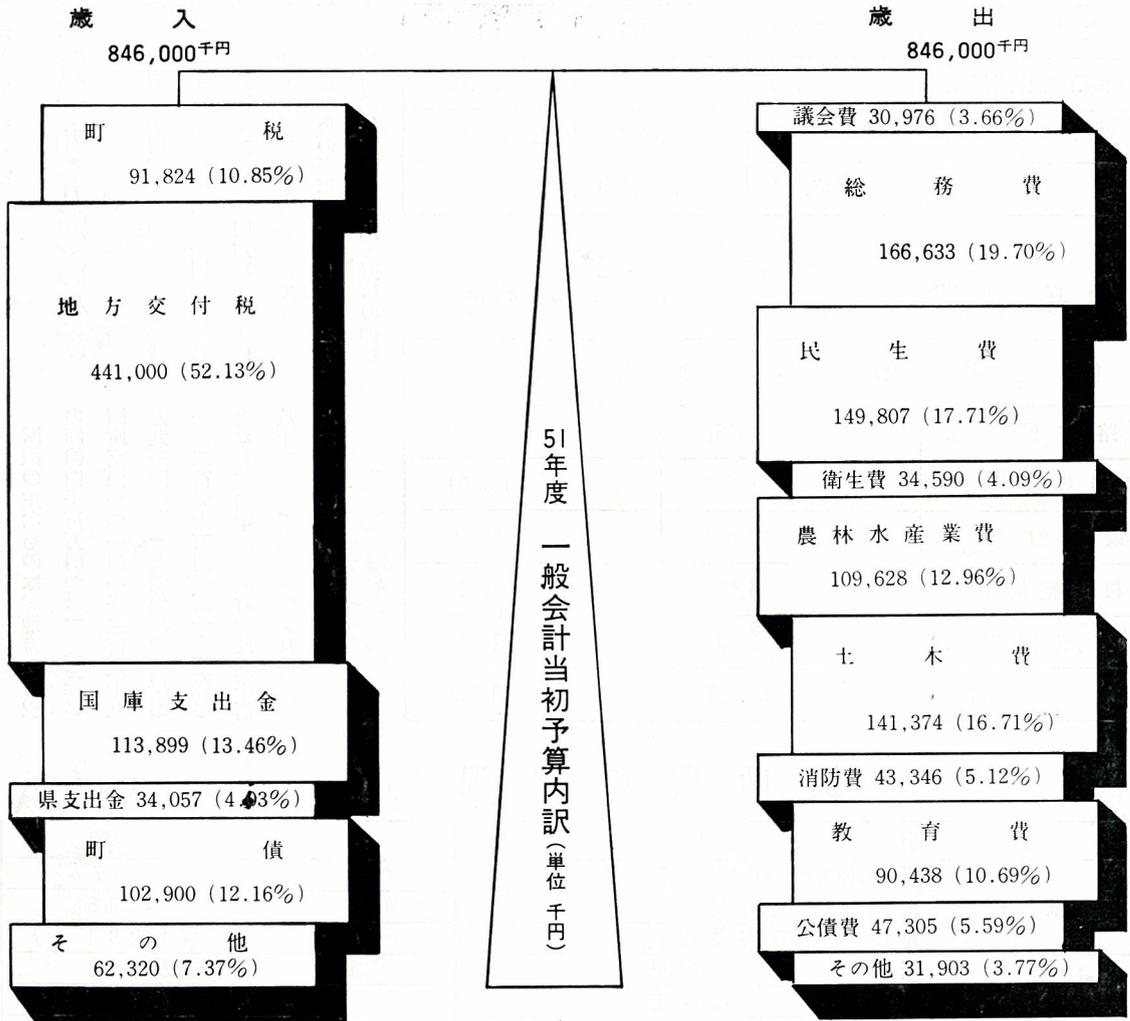 歳入
846,000千円
町税
91,824 (10.85%)
地方交付税
441,000 (52.13%)
国庫支出金
113,899 (13.46%)
県支出金 34,057 (4.03%)
町債
102,900 (12.16%)
その他
62,320 (7.37%)
51年度 一般会計当初予算内訳(単位 千円)
歳出
846,000千円
議会費 30,976 (3.66%)
総務費
166,633 (19.70%)
民生費
149,807 (17.71%)
衛生費 34,590 (4.09%)
農林水産業費
109,628 (12.96%)
土木費
141,374 (16.71%)
消防費 43,346 (5.12%)
教育費
90,438 (10.69%)
公債費 47,305 (5.59%)
その他 31,903 (3.77%)